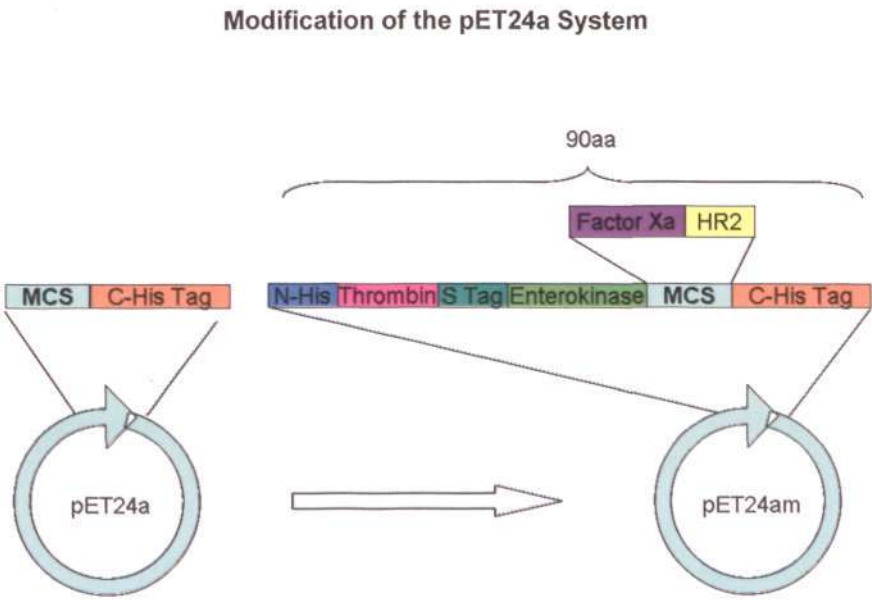 Modification of the pET24a System
90aa
Factor Xa HR2
MCS C-His Tag N-His Thrombin S Tag Enterokinase MCS C-His Tag
pET24a pET24am